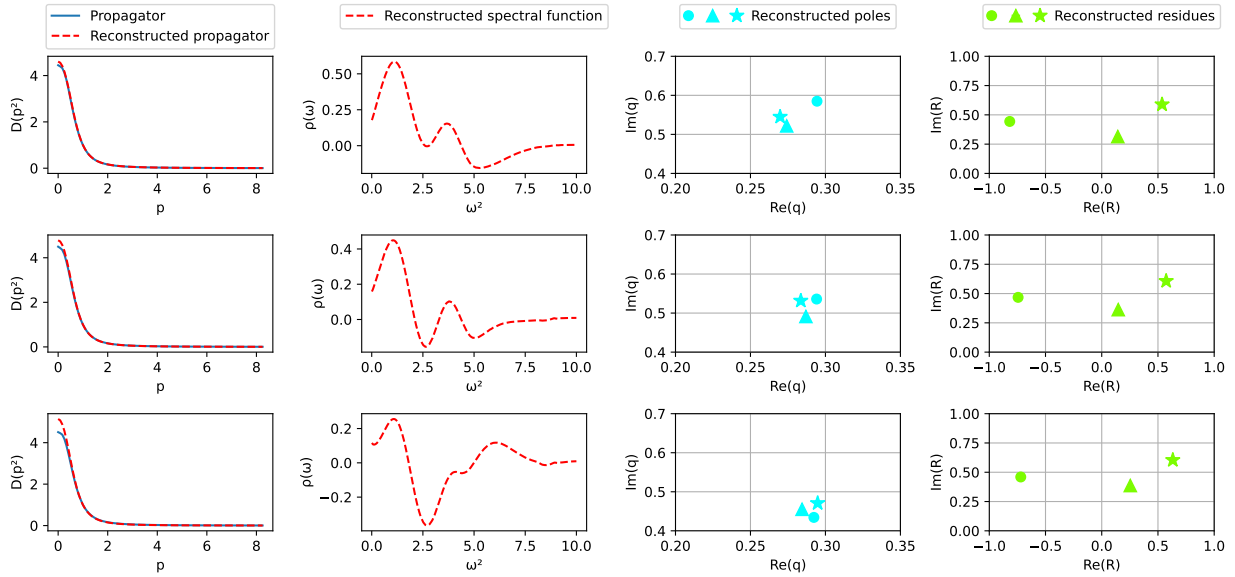 Propagator
Reconstructed propagator
Reconstructed spectral function
Reconstructed poles
Reconstructed residues
D(p²)
4
2
0
0 2 4 6 8
p
ρ(ω)
0.50
0.25
0.00
0.0 2.5 5.0 7.5 10.0
ω²
Im(q)
0.7
0.6
0.5
0.4
0.20 0.25 0.30 0.35
Re(q)
Im(R)
1.00
0.75
0.50
0.25
0.00
−1.0 −0.5 0.0 0.5 1.0
Re(R)
D(p²)
4
2
0
0 2 4 6 8
p
ρ(ω)
0.4
0.2
0.0
0.0 2.5 5.0 7.5 10.0
ω²
Im(q)
0.7
0.6
0.5
0.4
0.20 0.25 0.30 0.35
Re(q)
Im(R)
1.00
0.75
0.50
0.25
0.00
−1.0 −0.5 0.0 0.5 1.0
Re(R)
D(p²)
4
2
0
0 2 4 6 8
p
ρ(ω)
0.2
0.0
−0.2
0.0 2.5 5.0 7.5 10.0
ω²
Im(q)
0.7
0.6
0.5
0.4
0.20 0.25 0.30 0.35
Re(q)
Im(R)
1.00
0.75
0.50
0.25
0.00
−1.0 −0.5 0.0 0.5 1.0
Re(R)